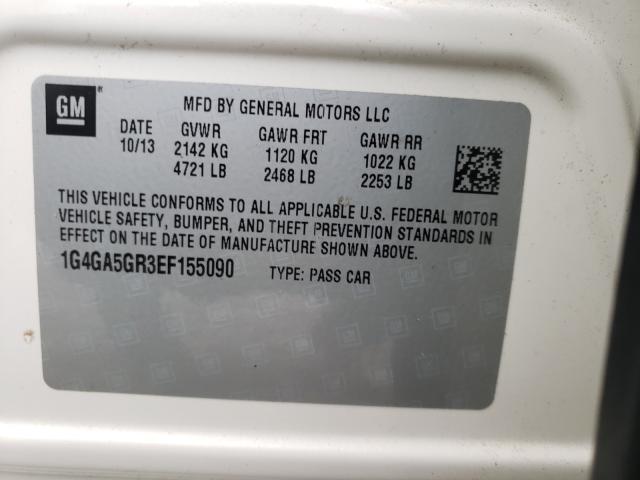 GM
MFD BY GENERAL MOTORS LLC
DATE GVWR GAWR FRT GAWR RR
10/13 2142 KG 1120 KG 1022 KG
4721 LB 2468 LB 2253 LB
THIS VEHICLE CONFORMS TO ALL APPLICABLE U.S. FEDERAL MOTOR
VEHICLE SAFETY, BUMPER, AND THEFT PREVENTION STANDARDS IN
EFFECT ON THE DATE OF MANUFACTURE SHOWN ABOVE.
1G4GA5GR3EF155090 TYPE: PASS CAR